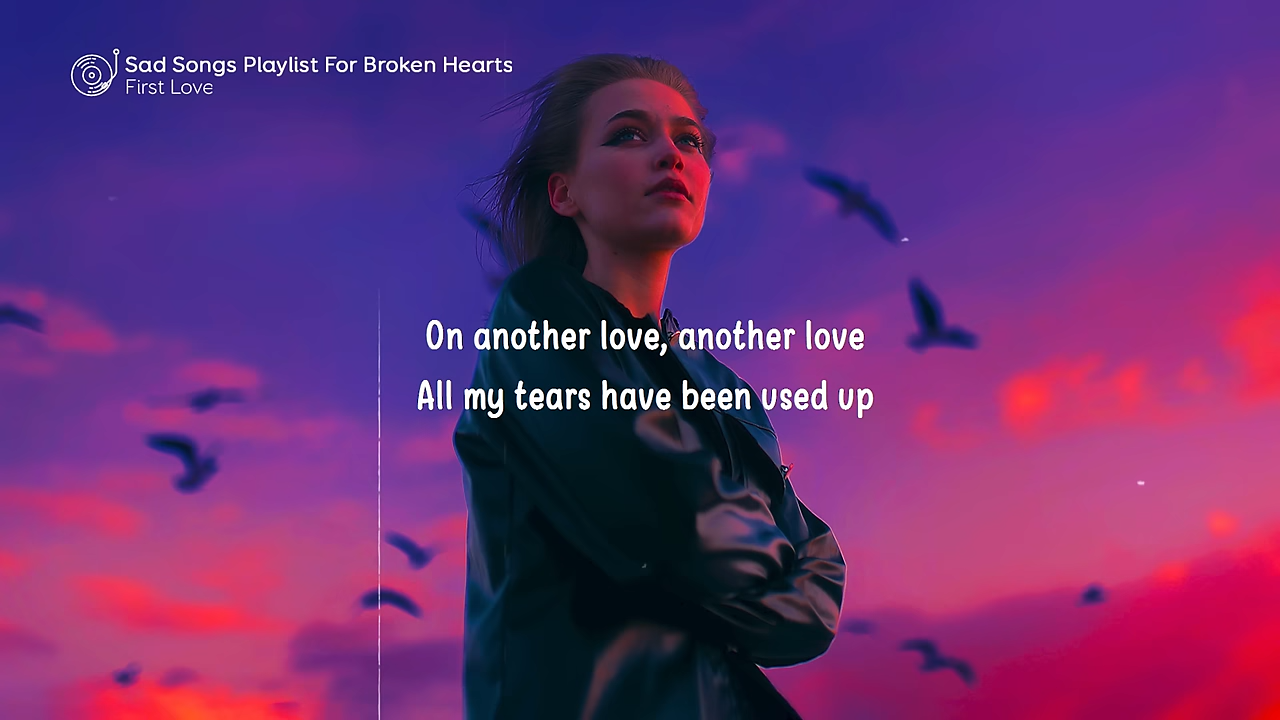 Sad Songs Playlist For Broken Hearts
First Love
On another love, another love
All my tears have been used up